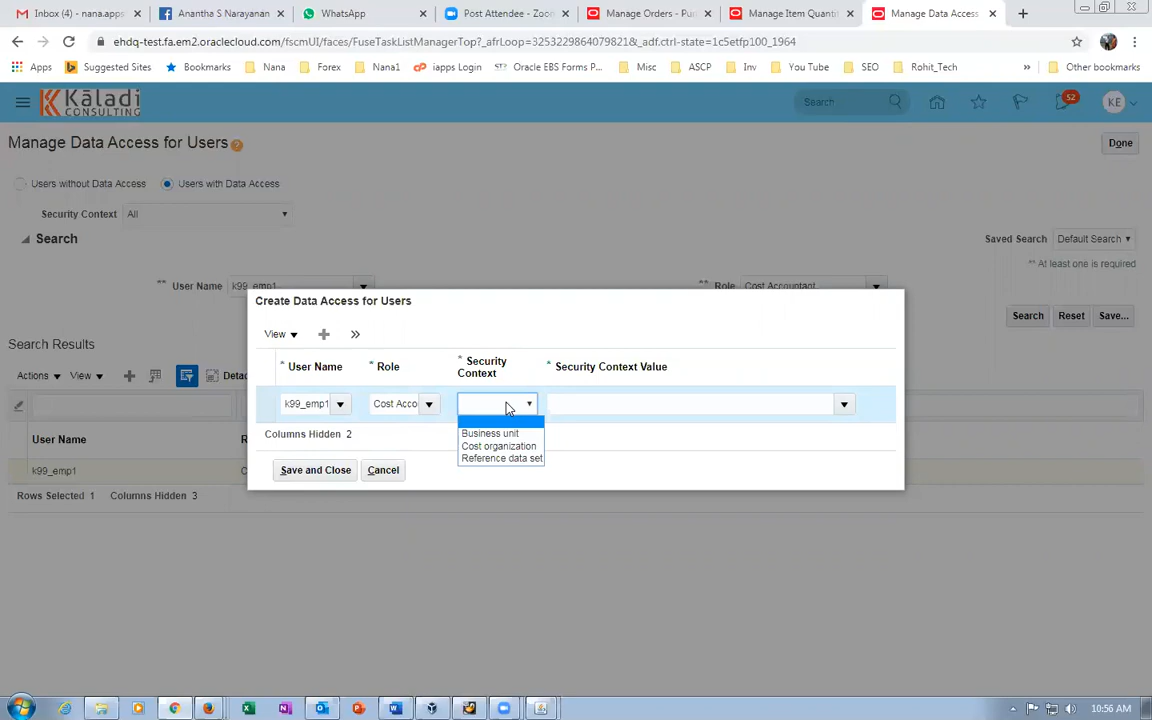 Inbox (4) - nana.apps
Anantha S Narayanan
WhatsApp
Post Attendee - Zoom
Manage Orders - Pur
Manage Item Quantit
Manage Data Access
ehdq-test.fa.em2.oraclecloud.com/fscmUI/faces/FuseTaskListManagerTop?_afrLoop=3253229864079821&_adf.ctrl-state=1c5etfp100_1964
Apps
Suggested Sites
Bookmarks
Nana
Forex
Nana1
iapps Login
Oracle EBS Forms P...
Misc
ASCP
Inv
You Tube
SEO
Rohit_Tech
»
Other bookmarks
Kāladi
CONSULTING
Search
52
KE
Manage Data Access for Users
Done
Users without Data Access
Users with Data Access
Security Context All
Search
Saved Search Default Search
** At least one is required
** User Name k99_emp1
** Role Cost Accountant
Search Reset Save...
Create Data Access for Users
View
* User Name
* Role
* Security Context
* Security Context Value
k99_emp1
Cost Acco
Business unit
Cost organization
Reference data set
Columns Hidden 2
Save and Close Cancel
Search Results
Actions View
Detac
User Name
k99_emp1
Rows Selected 1 Columns Hidden 3
10:56 AM